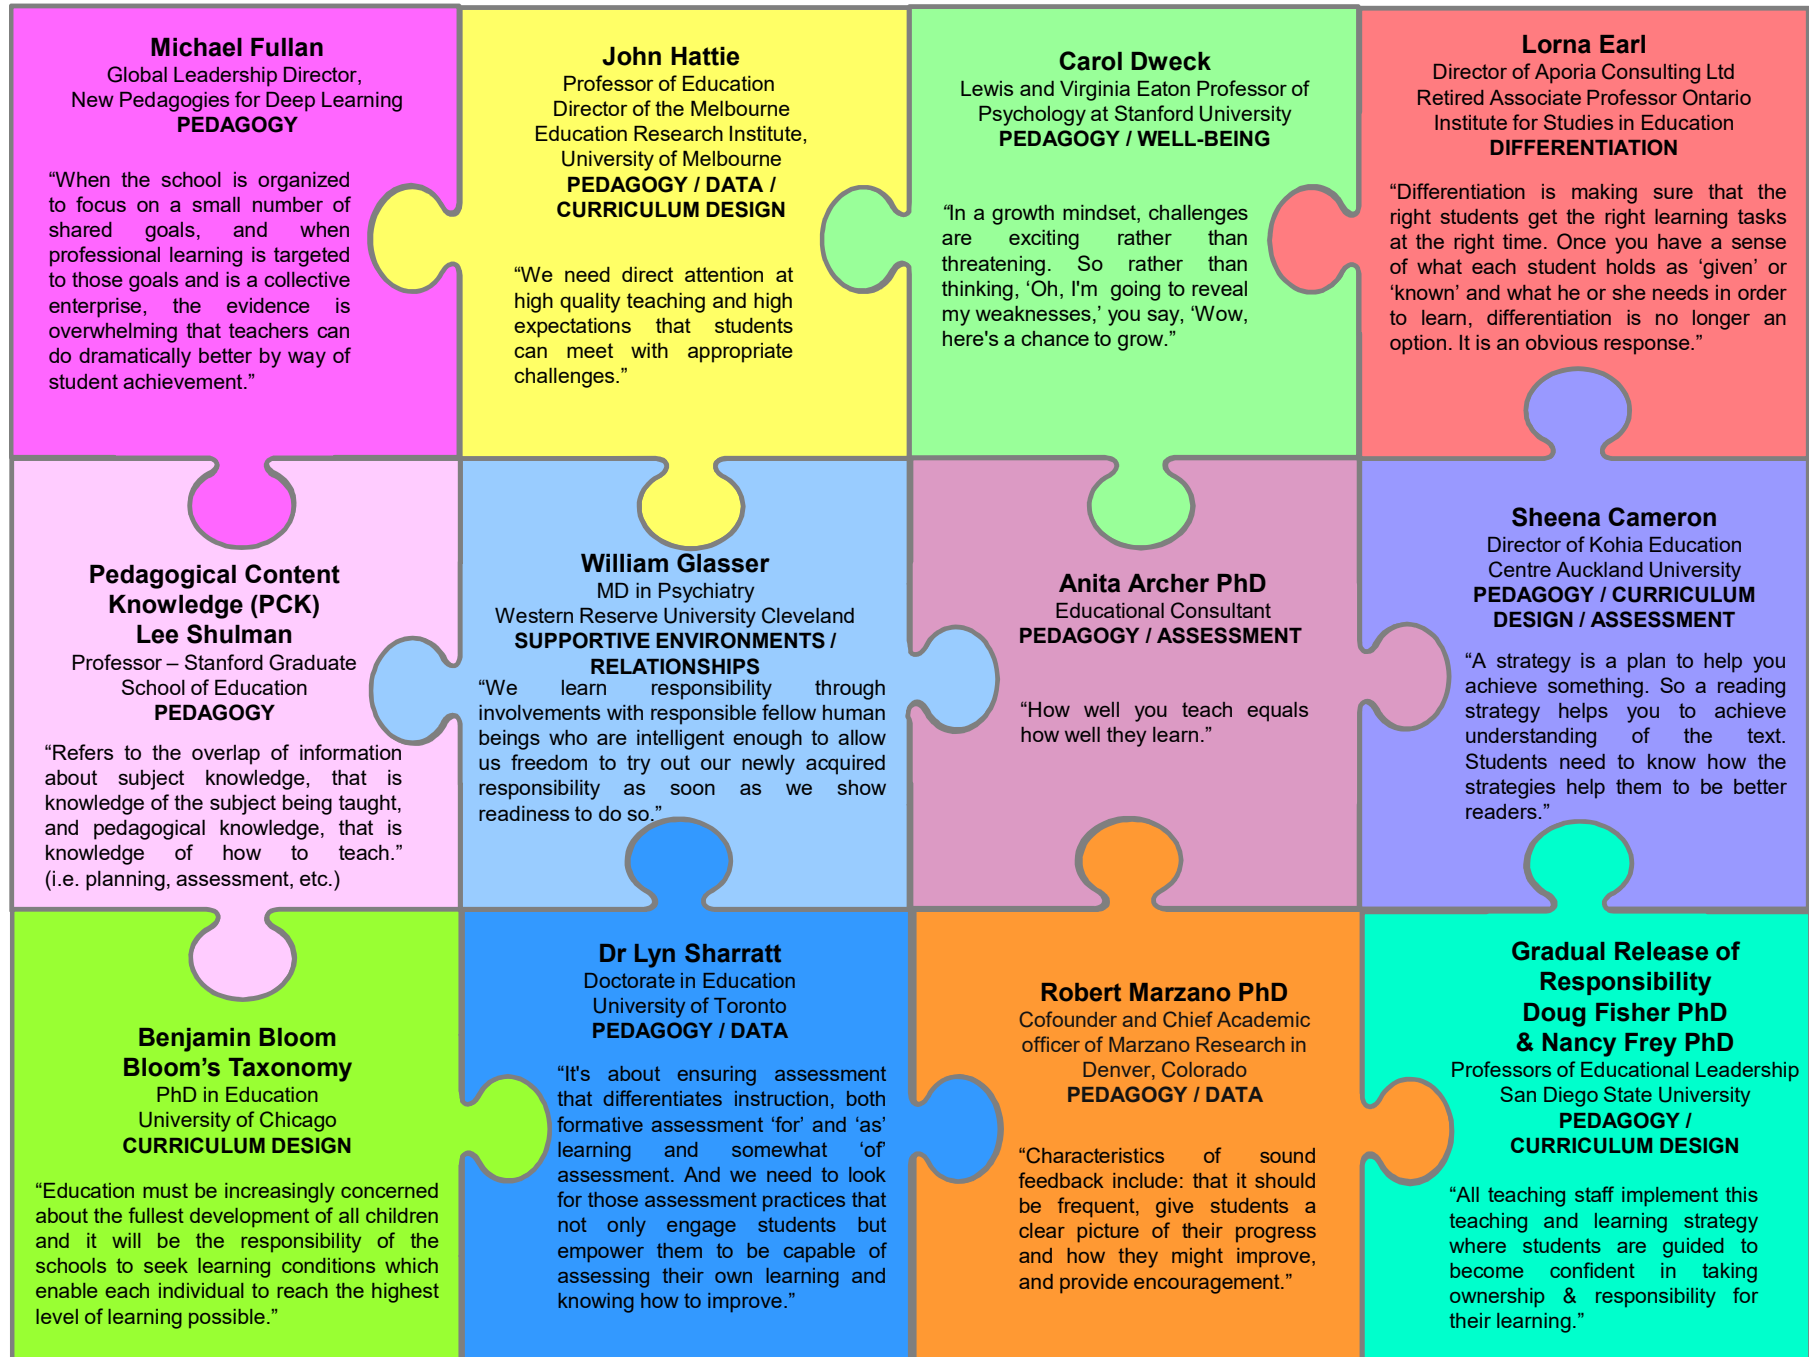 Michael Fullan
Global Leadership Director,
New Pedagogies for Deep Learning
PEDAGOGY
“When the school is organized
to focus on a small number of
shared goals, and when
professional learning is targeted
to those goals and is a collective
enterprise, the evidence is
overwhelming that teachers can
do dramatically better by way of
student achievement.”
John Hattie
Professor of Education
Director of the Melbourne
Education Research Institute,
University of Melbourne
PEDAGOGY / DATA /
CURRICULUM DESIGN
“We need direct attention at
high quality teaching and high
expectations that students
can meet with appropriate
challenges.”
Carol Dweck
Lewis and Virginia Eaton Professor of
Psychology at Stanford University
PEDAGOGY / WELL-BEING
“In a growth mindset, challenges
are exciting rather than
threatening. So rather than
thinking, ‘Oh, I'm going to reveal
my weaknesses,’ you say, ‘Wow,
here's a chance to grow.”
Lorna Earl
Director of Aporia Consulting Ltd
Retired Associate Professor Ontario
Institute for Studies in Education
DIFFERENTIATION
“Differentiation is making sure that the
right students get the right learning tasks
at the right time. Once you have a sense
of what each student holds as ‘given’ or
‘known’ and what he or she needs in order
to learn, differentiation is no longer an
option. It is an obvious response.”
Pedagogical Content
Knowledge (PCK)
Lee Shulman
Professor – Stanford Graduate
School of Education
PEDAGOGY
“Refers to the overlap of information
about subject knowledge, that is
knowledge of the subject being taught,
and pedagogical knowledge, that is
knowledge of how to teach.”
(i.e. planning, assessment, etc.)
William Glasser
MD in Psychiatry
Western Reserve University Cleveland
SUPPORTIVE ENVIRONMENTS /
RELATIONSHIPS
“We learn responsibility through
involvements with responsible fellow human
beings who are intelligent enough to allow
us freedom to try out our newly acquired
responsibility as soon as we show
readiness to do so.”
Anita Archer PhD
Educational Consultant
PEDAGOGY / ASSESSMENT
“How well you teach equals
how well they learn.”
Sheena Cameron
Director of Kohia Education
Centre Auckland University
PEDAGOGY / CURRICULUM
DESIGN / ASSESSMENT
“A strategy is a plan to help you
achieve something. So a reading
strategy helps you to achieve
understanding of the text.
Students need to know how the
strategies help them to be better
readers.”
Benjamin Bloom
Bloom’s Taxonomy
PhD in Education
University of Chicago
CURRICULUM DESIGN
“Education must be increasingly concerned
about the fullest development of all children
and it will be the responsibility of the
schools to seek learning conditions which
enable each individual to reach the highest
level of learning possible.”
Dr Lyn Sharratt
Doctorate in Education
University of Toronto
PEDAGOGY / DATA
“It's about ensuring assessment
that differentiates instruction, both
formative assessment ‘for’ and ‘as’
learning and somewhat ‘of’
assessment. And we need to look
for those assessment practices that
not only engage students but
empower them to be capable of
assessing their own learning and
knowing how to improve.”
Robert Marzano PhD
Cofounder and Chief Academic
officer of Marzano Research in
Denver, Colorado
PEDAGOGY / DATA
“Characteristics of sound
feedback include: that it should
be frequent, give students a
clear picture of their progress
and how they might improve,
and provide encouragement.”
Gradual Release of
Responsibility
Doug Fisher PhD
& Nancy Frey PhD
Professors of Educational Leadership
San Diego State University
PEDAGOGY /
CURRICULUM DESIGN
“All teaching staff implement this
teaching and learning strategy
where students are guided to
become confident in taking
ownership & responsibility for
their learning.”